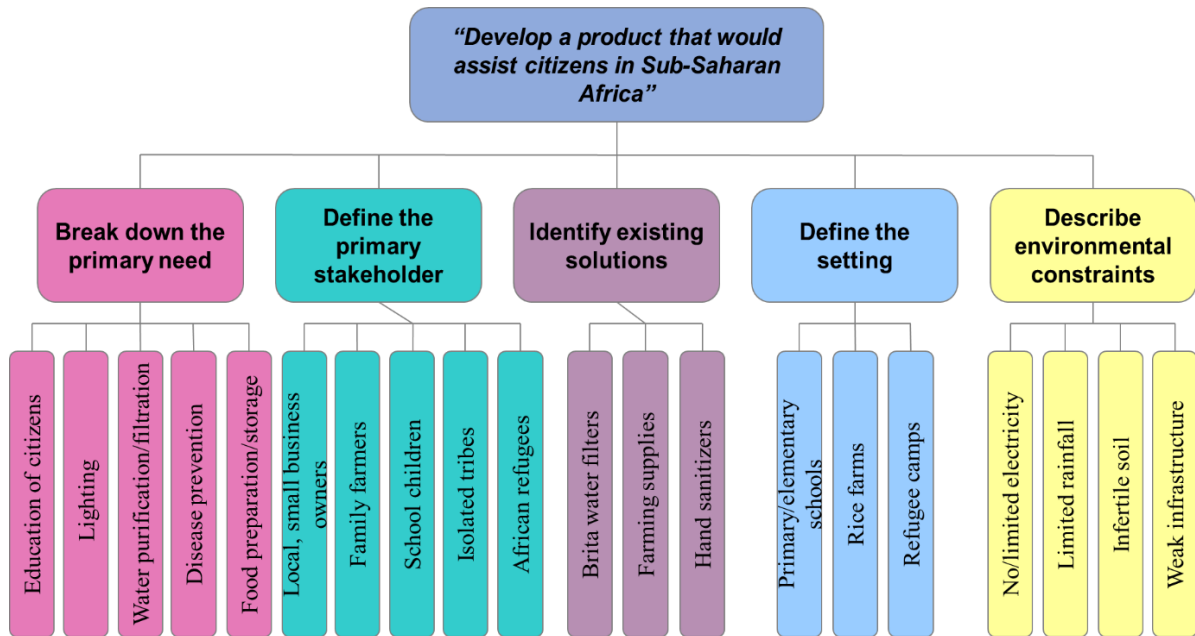 “Develop a product that would
assist citizens in Sub-Saharan
Africa”
Break down the
primary need
Define the
primary
stakeholder
Identify existing
solutions
Define the
setting
Describe
environmental
constraints
Education of citizens
Lighting
Water purification/filtration
Disease prevention
Food preparation/storage
Local, small business
owners
Family farmers
School children
Isolated tribes
African refugees
Brita water filters
Farming supplies
Hand sanitizers
Primary/elementary
schools
Rice farms
Refugee camps
No/limited electricity
Limited rainfall
Infertile soil
Weak infrastructure